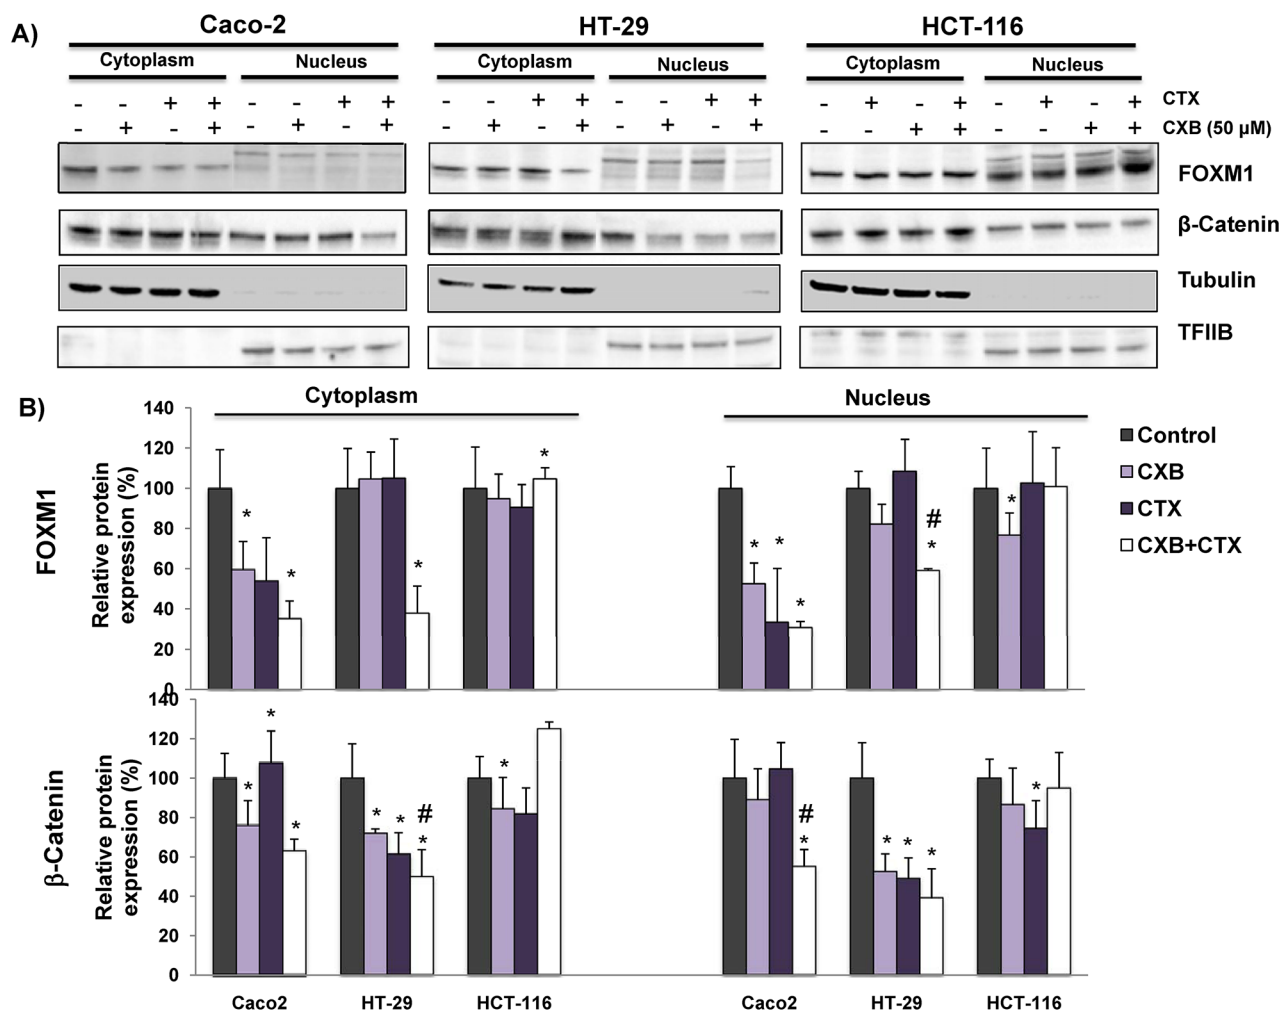 A)
Caco-2 HT-29 HCT-116
Cytoplasm Nucleus Cytoplasm Nucleus Cytoplasm Nucleus
- - + + - - + + - - + + - - + + - + - + - + - + CTX
- + - + - + - + - + - + - + - + - - + + - - + + CXB (50 µM)
FOXM1
β-Catenin
Tubulin
TFIIB
B)
Cytoplasm Nucleus
Control
CXB
CTX
CXB+CTX
FOXM1
Relative protein
expression (%)
140
120
100
80
60
40
20
0
* * * * * * * # * *
β-Catenin
Relative protein
expression (%)
140
120
100
80
60
40
20
0
* * * * * # * * # * * * * *
Caco2 HT-29 HCT-116 Caco2 HT-29 HCT-116